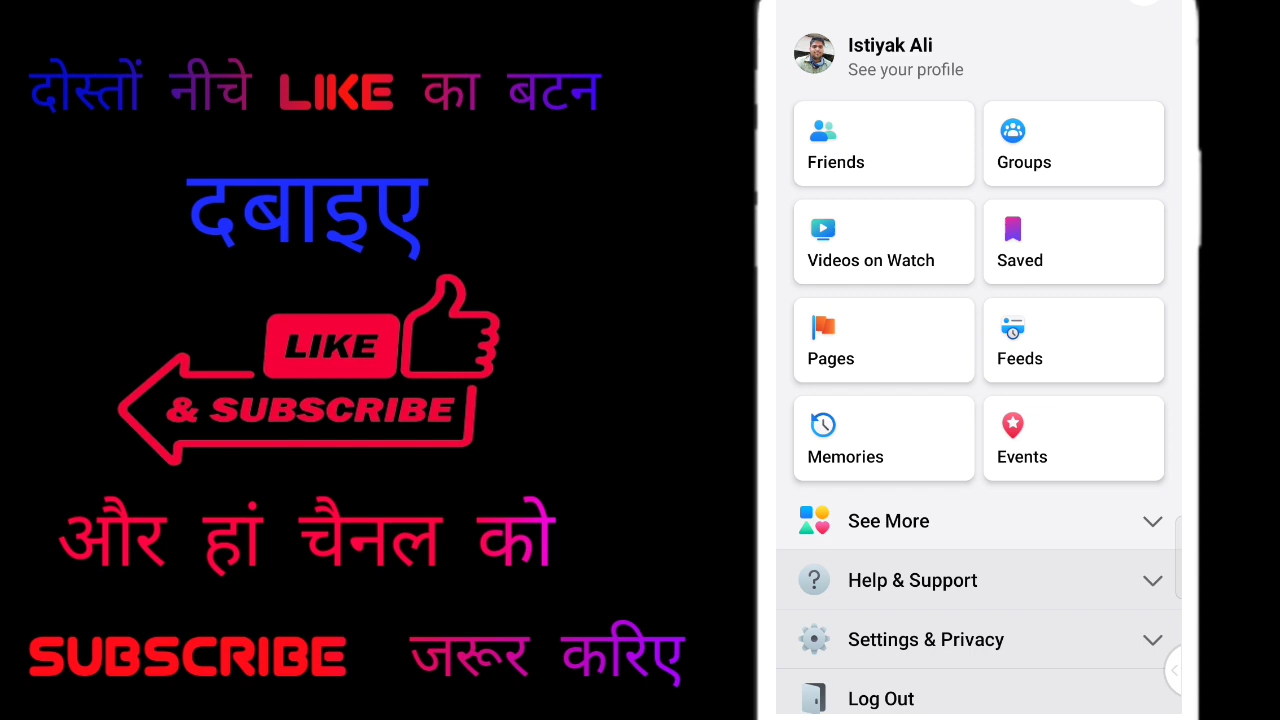 दोस्तों नीचे LIKE का बटन
दबाइए
LIKE
& SUBSCRIBE
और हां चैनल को
SUBSCRIBE जरूर करिए
Istiyak Ali
See your profile
Friends
Groups
Videos on Watch
Saved
Pages
Feeds
Memories
Events
See More
Help & Support
Settings & Privacy
Log Out